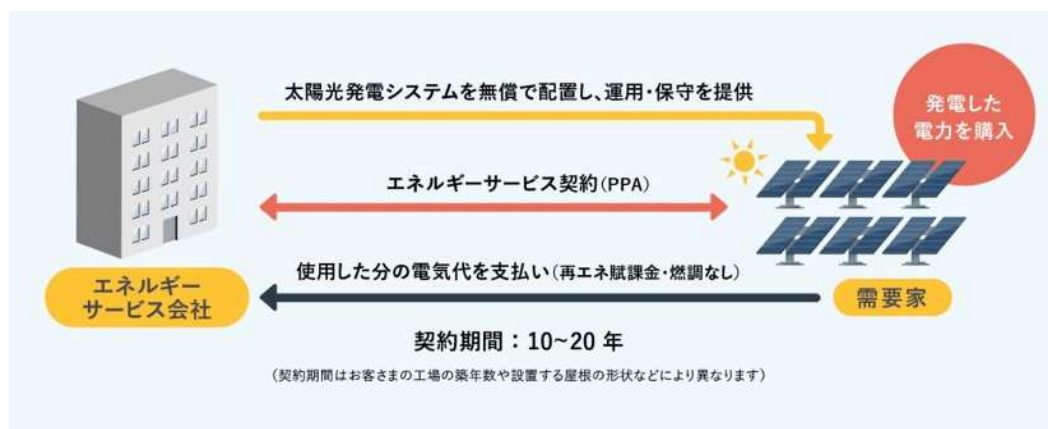 太陽光発電システムを無償で配置し、運用・保守を提供
発電した
電力を購入
エネルギーサービス契約(PPA)
使用した分の電気代を支払い(再エネ賦課金・燃調なし)
エネルギー
サービス会社
需要家
契約期間：10~20 年
(契約期間はお客さまの工場の築年数や設置する屋根の形状などにより異なります)